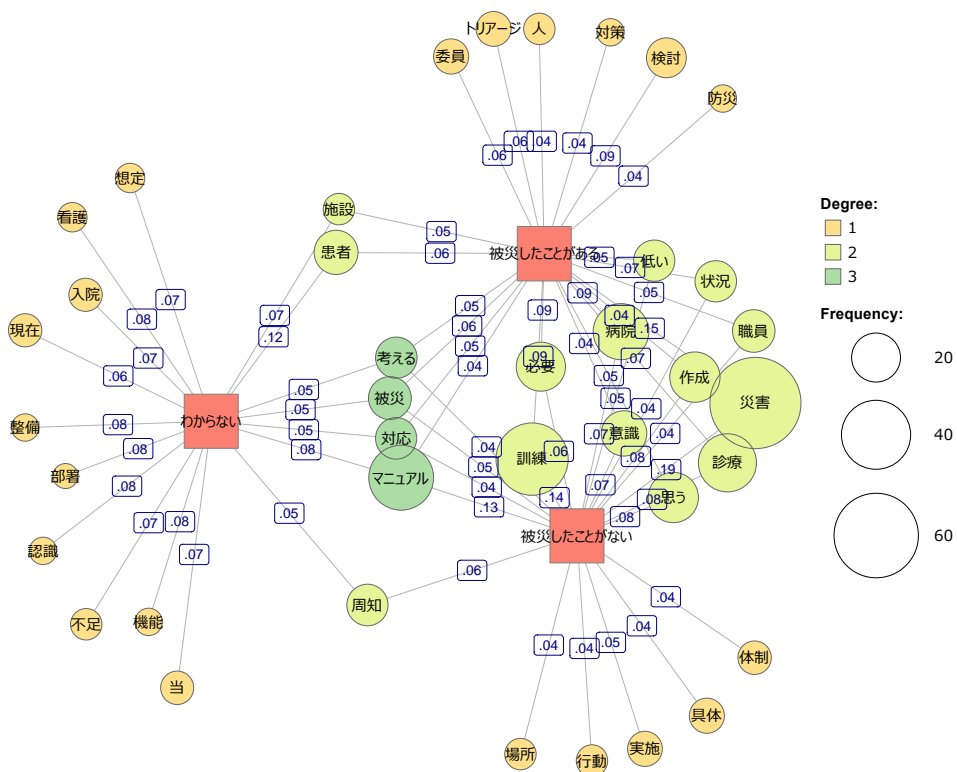 トリアージ
人
対策
委員
検討
防災
.06
.04
.04
.06
.09
.04
想定
看護
入院
現在
整備
部署
認識
不足
機能
当
.07
.08
.07
.06
.08
.08
.08
.07
.08
.07
わからない
施設
患者
.05
.06
.07
.12
被災したことがある
低い
状況
職員
病院
作成
災害
診療
思う
意識
必要
訓練
.05
.07
.05
.09
.04
.15
.04
.07
.05
.05
.04
.04
.07
.08
.19
.07
.08
.08
.09
.09
.06
.14
考える
被災
対応
マニュアル
.05
.06
.05
.04
.05
.05
.05
.08
.04
.05
.04
.13
周知
.05
.06
被災したことがない
.04
.04
.05
.04
.04
場所
行動
実施
具体
体制
Degree:
1
2
3
Frequency:
20
40
60